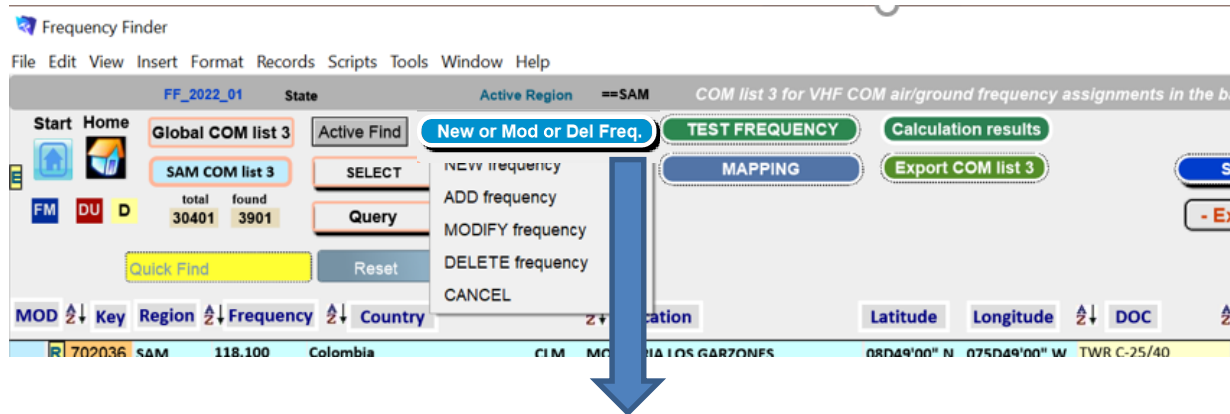 Frequency Finder
File Edit View Insert Format Records Scripts Tools Window Help
FF_2022_01 State Active Region ==SAM COM list 3 for VHF COM air/ground frequency assignments in the b
Start Home Global COM list 3 Active Find New or Mod or Del Freq. TEST FREQUENCY Calculation results
E SAM COM list 3 SELECT NEW frequency MAPPING Export COM list 3 S
FM DU D total found ADD frequency
30401 3901 Query MODIFY frequency - Ex
Quick Find Reset DELETE frequency
CANCEL
MOD Key Region Frequency Country Latitude Longitude DOC
R 702036 SAM 118.100 Colombia CLM LOS GARZONES 08D49'00" N 075D49'00" W TWR C-25/40